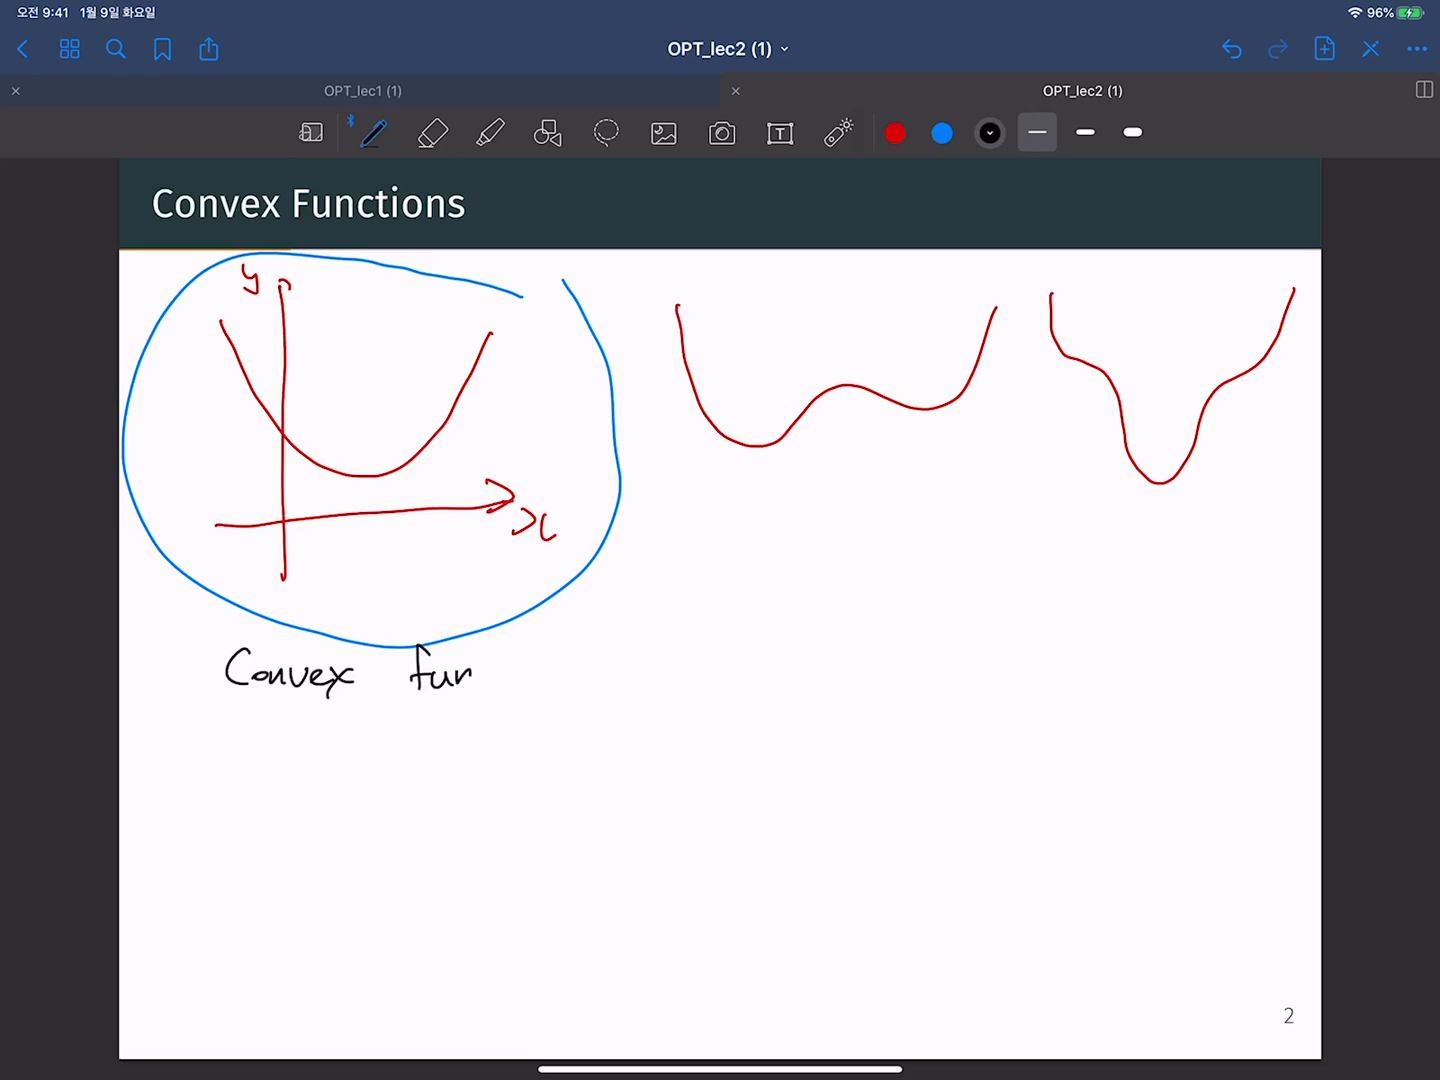 오전 9:41 1월 9일 화요일 96%
OPT_lec2 (1)
OPT_lec1 (1) OPT_lec2 (1)
T
Convex Functions
y
x
Convex fun
2